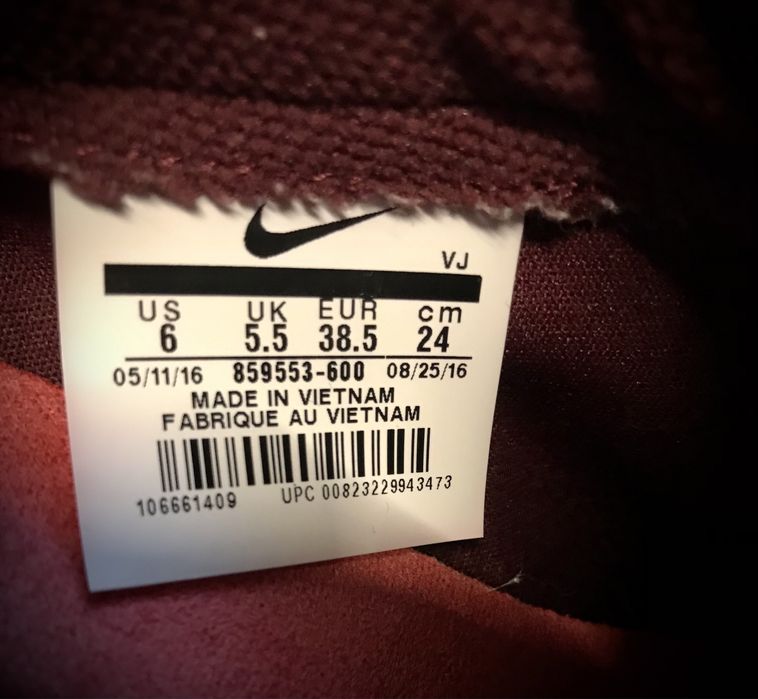 VJ
US UK EUR cm
6 5.5 38.5 24
05/11/16 859553-600 08/25/16
MADE IN VIETNAM
FABRIQUE AU VIETNAM
106661409 UPC 00823229943473